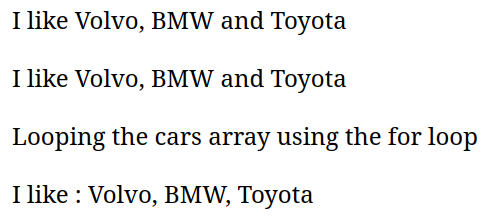 I like Volvo, BMW and Toyota
I like Volvo, BMW and Toyota
Looping the cars array using the for loop
I like : Volvo, BMW, Toyota